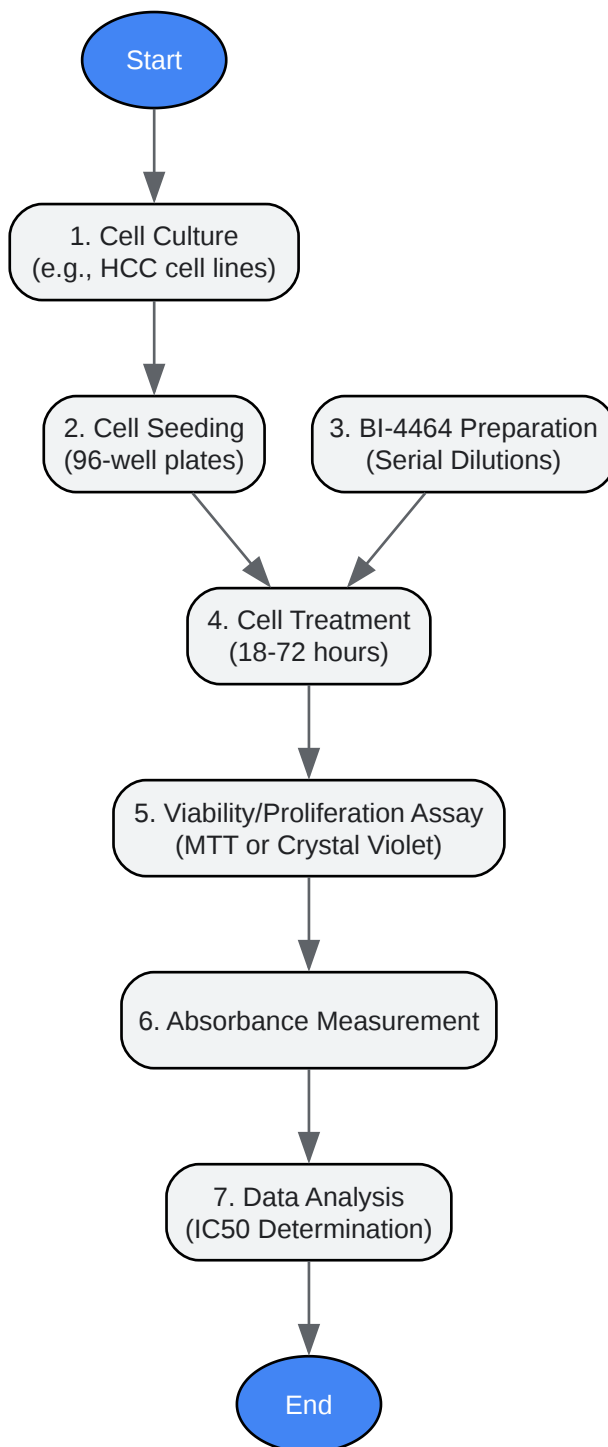 Start
1. Cell Culture
(e.g., HCC cell lines)
2. Cell Seeding
(96-well plates)
3. BI-4464 Preparation
(Serial Dilutions)
4. Cell Treatment
(18-72 hours)
5. Viability/Proliferation Assay
(MTT or Crystal Violet)
6. Absorbance Measurement
7. Data Analysis
(IC50 Determination)
End